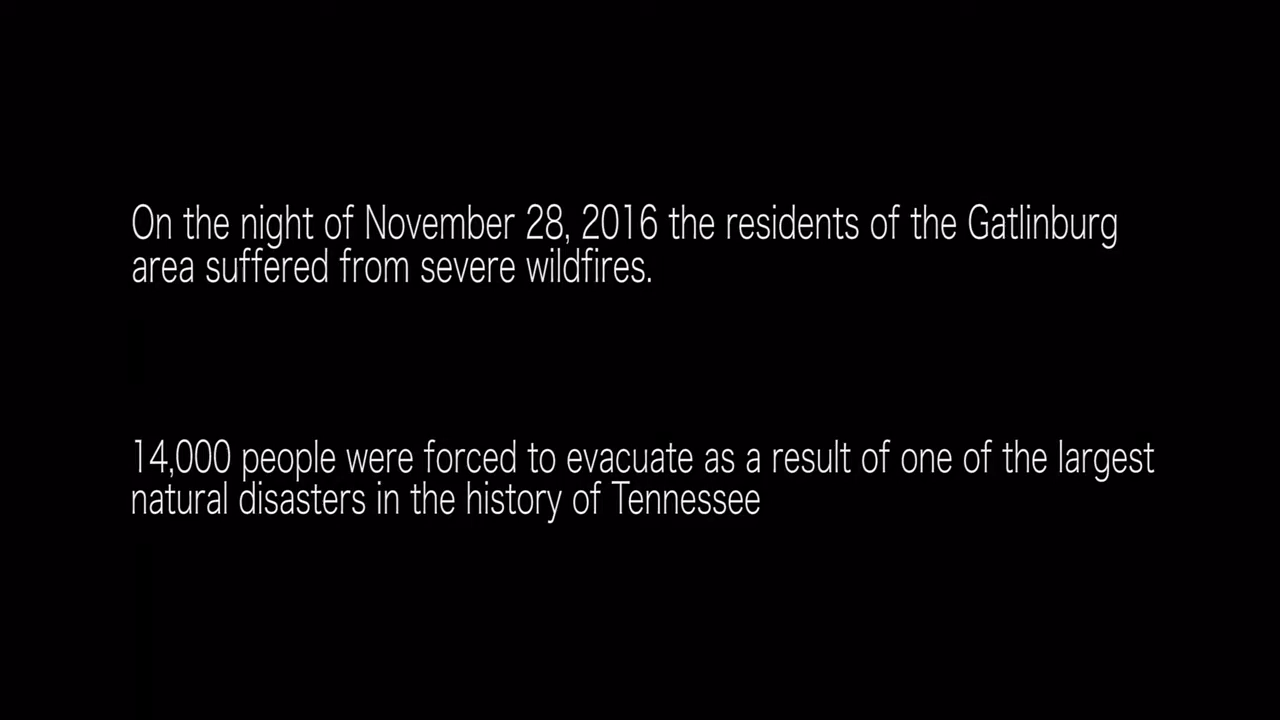 On the night of November 28, 2016 the residents of the Gatlinburg
area suffered from severe wildfires.
14,000 people were forced to evacuate as a result of one of the largest
natural disasters in the history of Tennessee